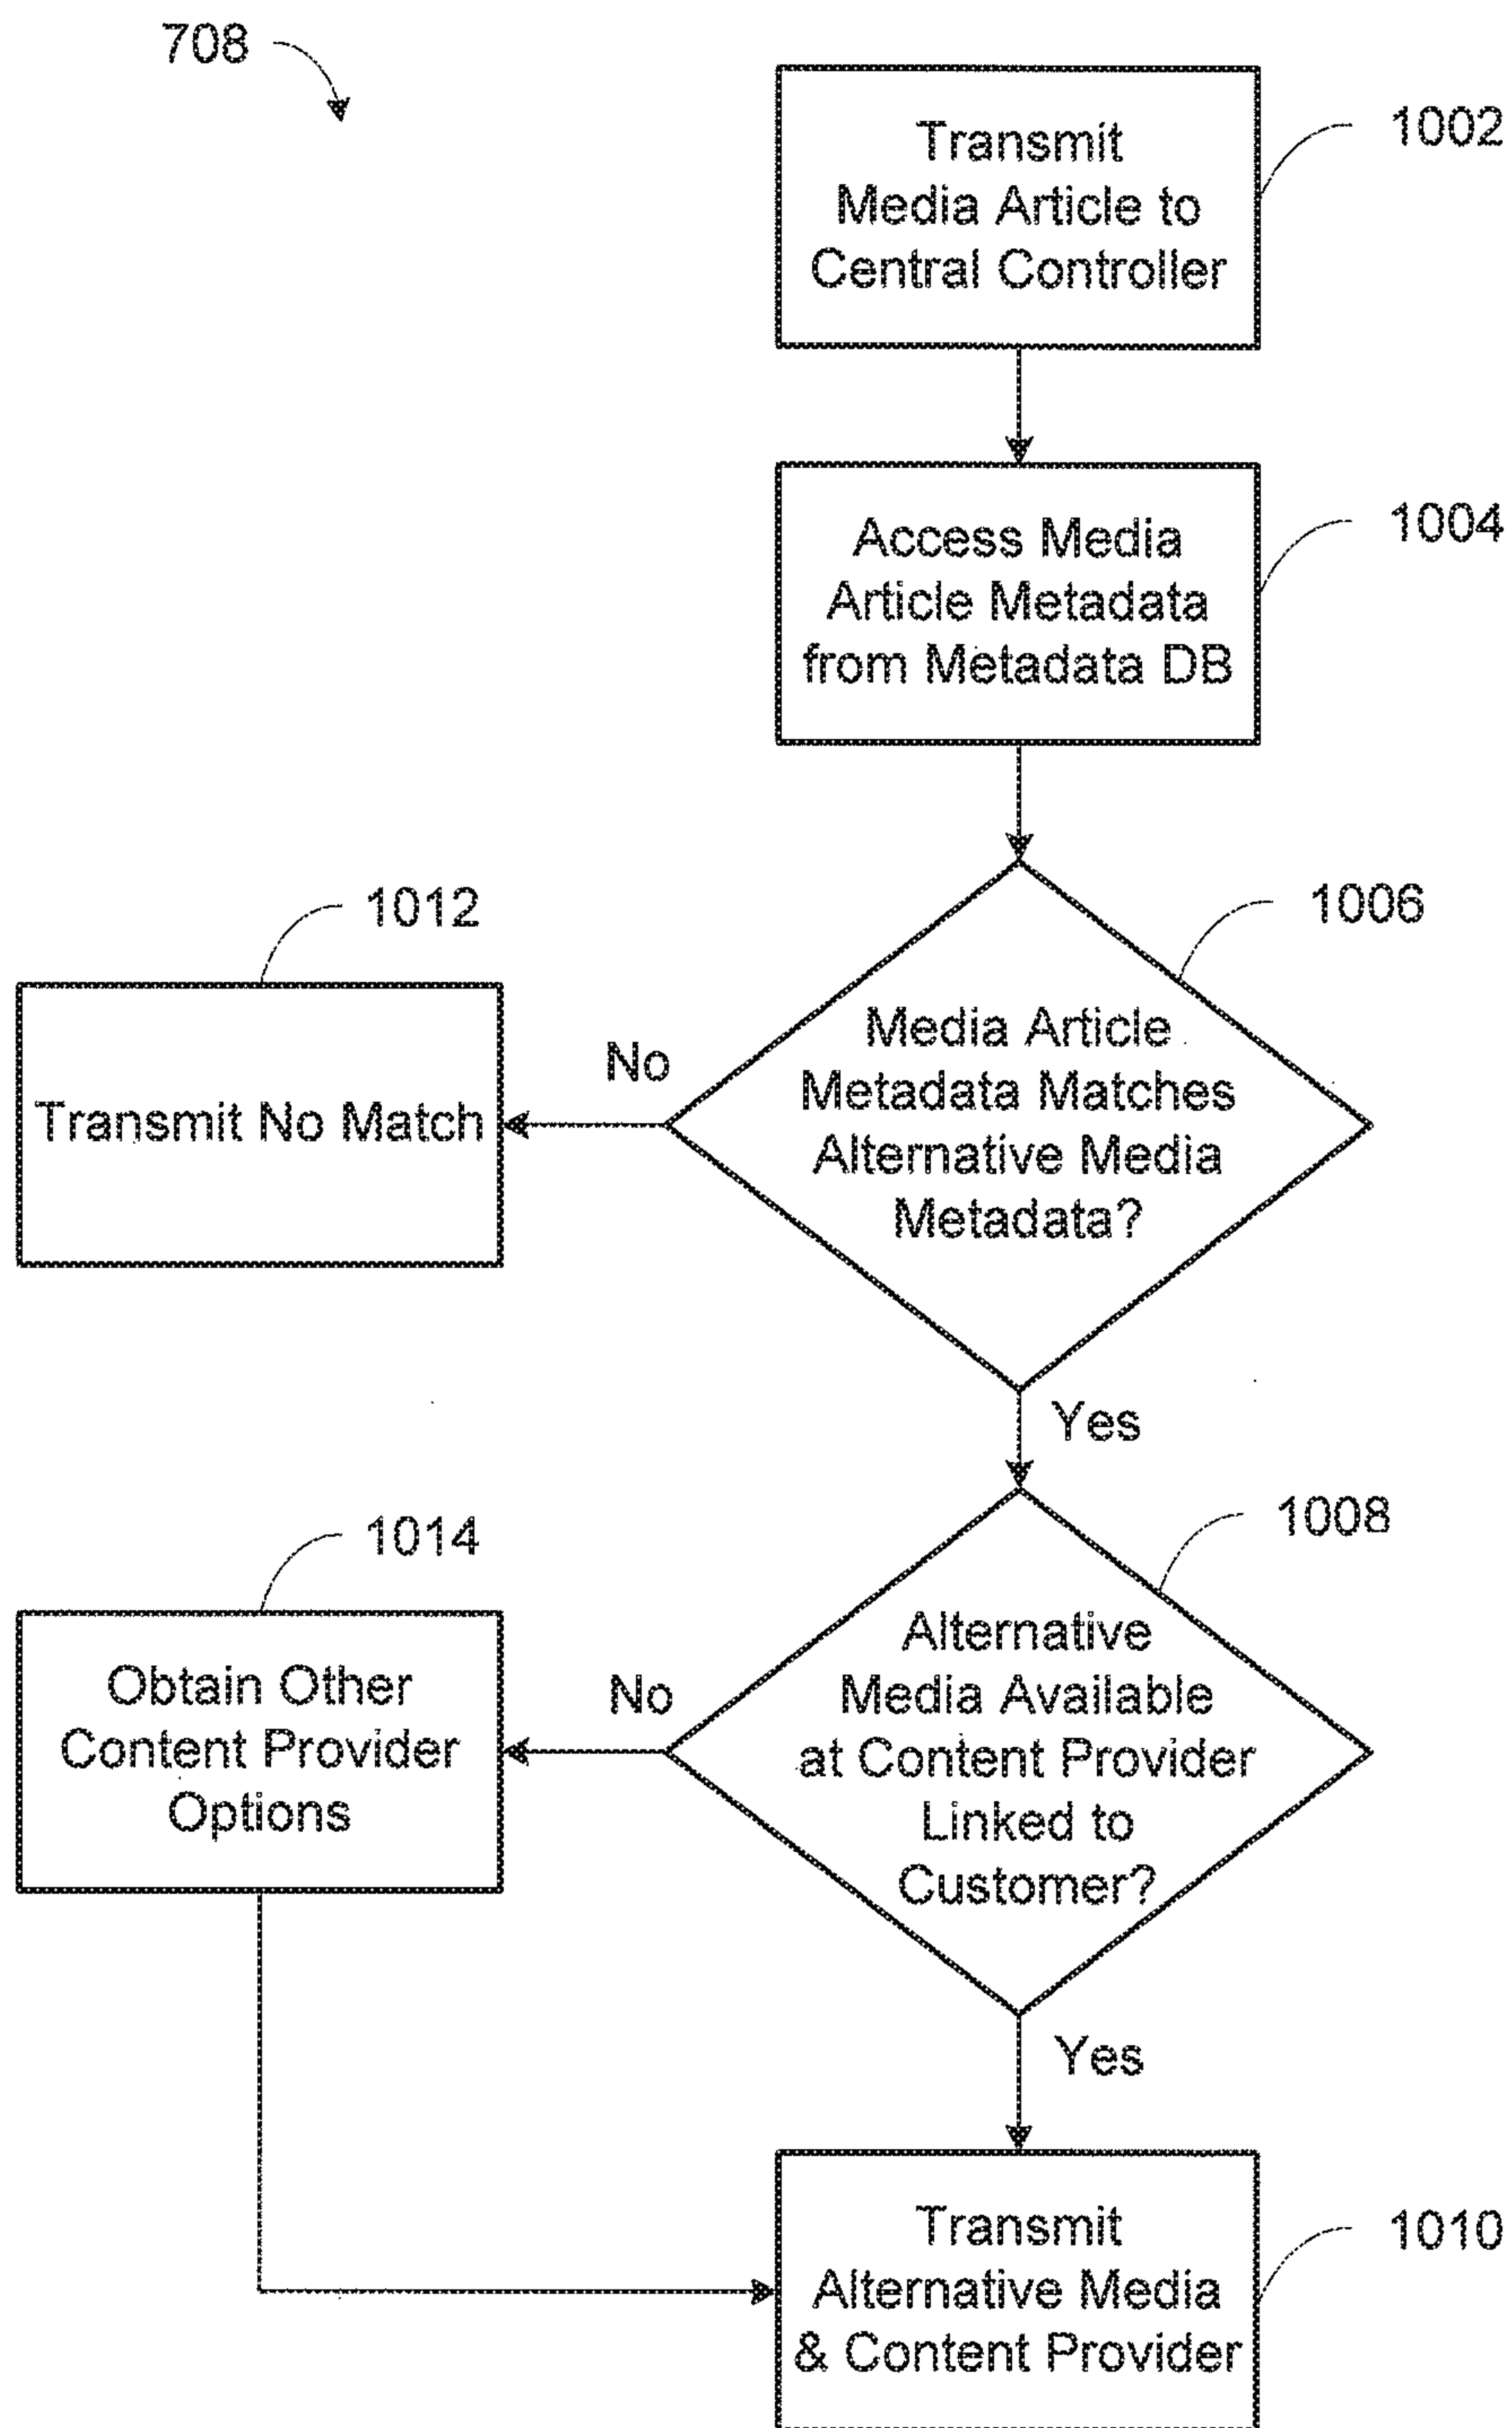 708
Transmit
Media Article to
Central Controller
1002
Access Media
Article Metadata
from Metadata DB
1004
1012
Transmit No Match
No
1006
Media Article
Metadata Matches
Alternative Media
Metadata?
Yes
1014
Obtain Other
Content Provider
Options
No
1008
Alternative
Media Available
at Content Provider
Linked to
Customer?
Yes
Transmit
Alternative Media
& Content Provider
1010